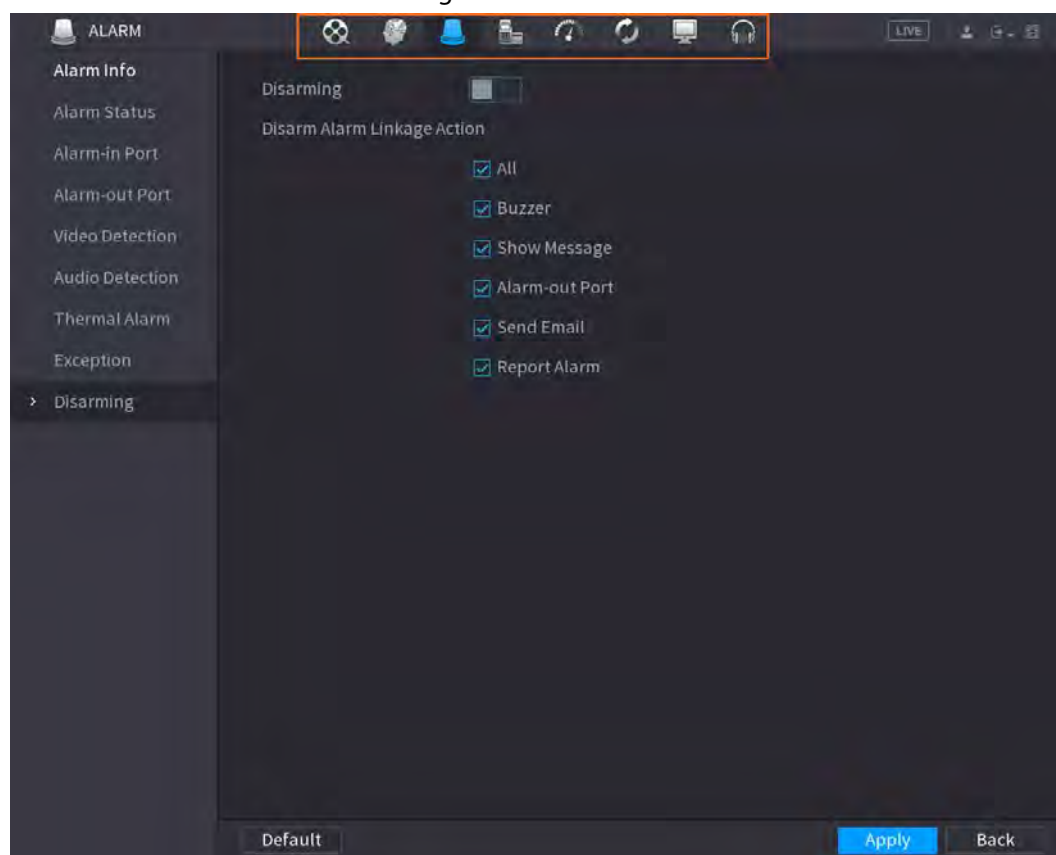 ALARM
LIVE
Alarm Info
Alarm Status
Alarm-in Port
Alarm-out Port
Video Detection
Audio Detection
Thermal Alarm
Exception
Disarming
Disarming
Disarm Alarm Linkage Action
All
Buzzer
Show Message
Alarm-out Port
Send Email
Report Alarm
Default
Apply
Back